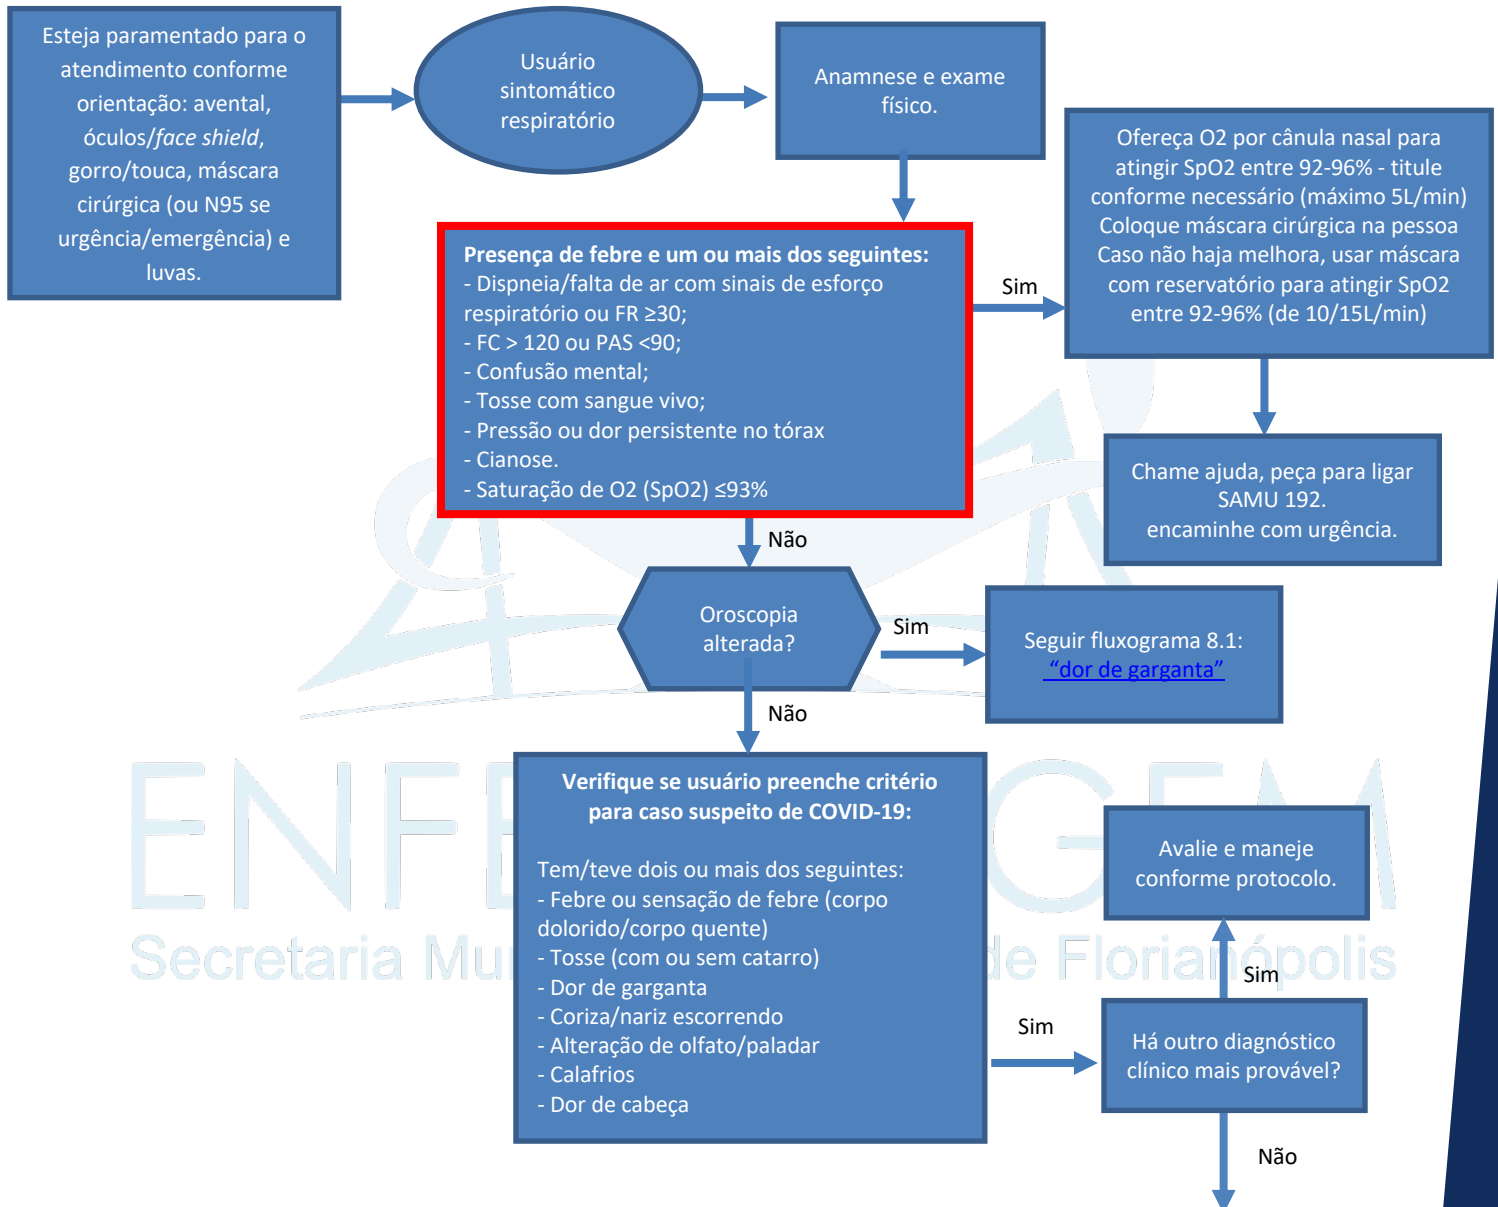 Esteja paramentado para o
atendimento conforme
orientação: avental,
óculos/face shield,
gorro/touca, máscara
cirúrgica (ou N95 se
urgência/emergência) e
luvas.
Usuário
sintomático
respiratório
Anamnese e exame
físico.
Ofereça O2 por cânula nasal para
atingir SpO2 entre 92-96% - titule
conforme necessário (máximo 5L/min)
Coloque máscara cirúrgica na pessoa
Caso não haja melhora, usar máscara
com reservatório para atingir SpO2
entre 92-96% (de 10/15L/min)
Presença de febre e um ou mais dos seguintes:
- Dispneia/falta de ar com sinais de esforço
respiratório ou FR ≥30;
- FC > 120 ou PAS <90;
- Confusão mental;
- Tosse com sangue vivo;
- Pressão ou dor persistente no tórax
- Cianose.
- Saturação de O2 (SpO2) ≤93%
Sim
Chame ajuda, peça para ligar
SAMU 192.
encaminhe com urgência.
Não
Oroscopia
alterada?
Sim
Seguir fluxograma 8.1:
“dor de garganta”
Não
Verifique se usuário preenche critério
para caso suspeito de COVID-19:
Tem/teve dois ou mais dos seguintes:
- Febre ou sensação de febre (corpo
dolorido/corpo quente)
- Tosse (com ou sem catarro)
- Dor de garganta
- Coriza/nariz escorrendo
- Alteração de olfato/paladar
- Calafrios
- Dor de cabeça
Sim
Avalie e maneje
conforme protocolo.
Sim
Há outro diagnóstico
clínico mais provável?
Não
Secretaria
de Florianópolis